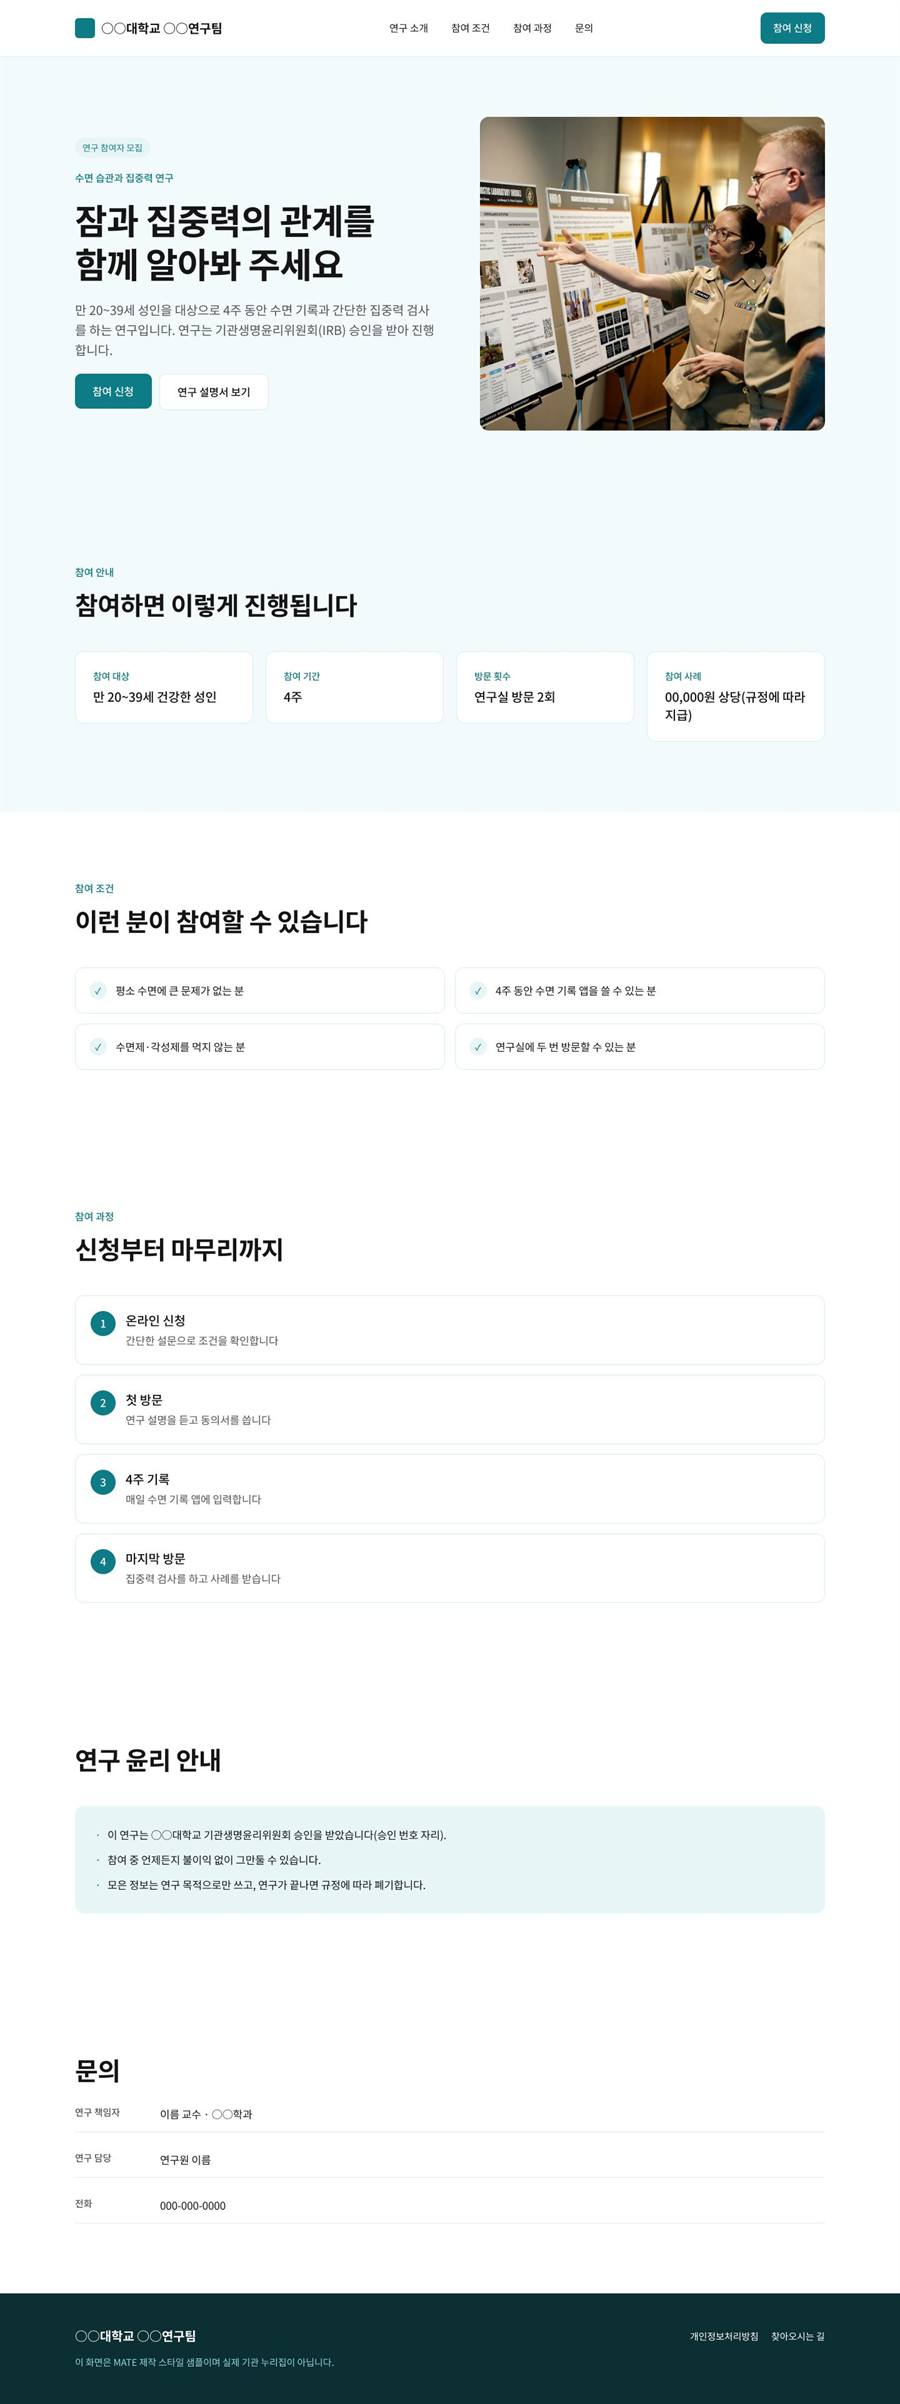 ○○대학교 ○○연구팀
연구 소개
참여 조건
참여 과정
문의
참여 신청
연구 참여자 모집
수면 습관과 집중력 연구
잠과 집중력의 관계를
함께 알아봐 주세요
만 20~39세 성인을 대상으로 4주 동안 수면 기록과 간단한 집중력 검사
를 하는 연구입니다. 연구는 기관생명윤리위원회(IRB) 승인을 받아 진행
합니다.
참여 신청
연구 설명서 보기
참여 안내
참여하면 이렇게 진행됩니다
참여 대상
만 20~39세 건강한 성인
참여 기간
4주
방문 횟수
연구실 방문 2회
참여 사례
00,000원 상당(규정에 따라
지급)
참여 조건
이런 분이 참여할 수 있습니다
✓ 평소 수면에 큰 문제가 없는 분
✓ 4주 동안 수면 기록 앱을 쓸 수 있는 분
✓ 수면제·각성제를 먹지 않는 분
✓ 연구실에 두 번 방문할 수 있는 분
참여 과정
신청부터 마무리까지
1 온라인 신청
간단한 설문으로 조건을 확인합니다
2 첫 방문
연구 설명을 듣고 동의서를 씁니다
3 4주 기록
매일 수면 기록 앱에 입력합니다
4 마지막 방문
집중력 검사를 하고 사례를 받습니다
연구 윤리 안내
· 이 연구는 ○○대학교 기관생명윤리위원회 승인을 받았습니다(승인 번호 자리).
· 참여 중 언제든지 불이익 없이 그만둘 수 있습니다.
· 모은 정보는 연구 목적으로만 쓰고, 연구가 끝나면 규정에 따라 폐기합니다.
문의
연구 책임자
이름 교수 · ○○학과
연구 담당
연구원 이름
전화
000-000-0000
○○대학교 ○○연구팀
개인정보처리방침
찾아오시는 길
이 화면은 MATE 제작 스타일 샘플이며 실제 기관 누리집이 아닙니다.